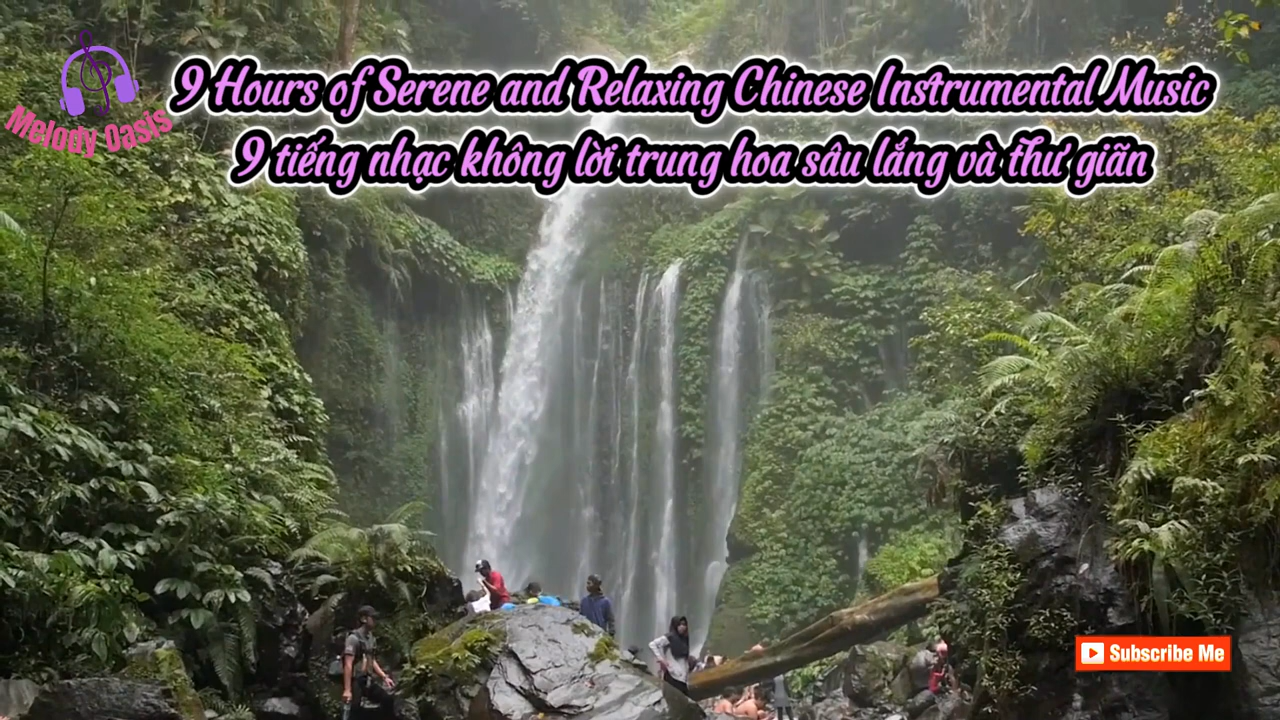 Melody Oasis
9 Hours of Serene and Relaxing Chinese Instrumental Music
9 tiếng nhạc không lời trung hoa sâu lắng và thư giãn
Subscribe Me